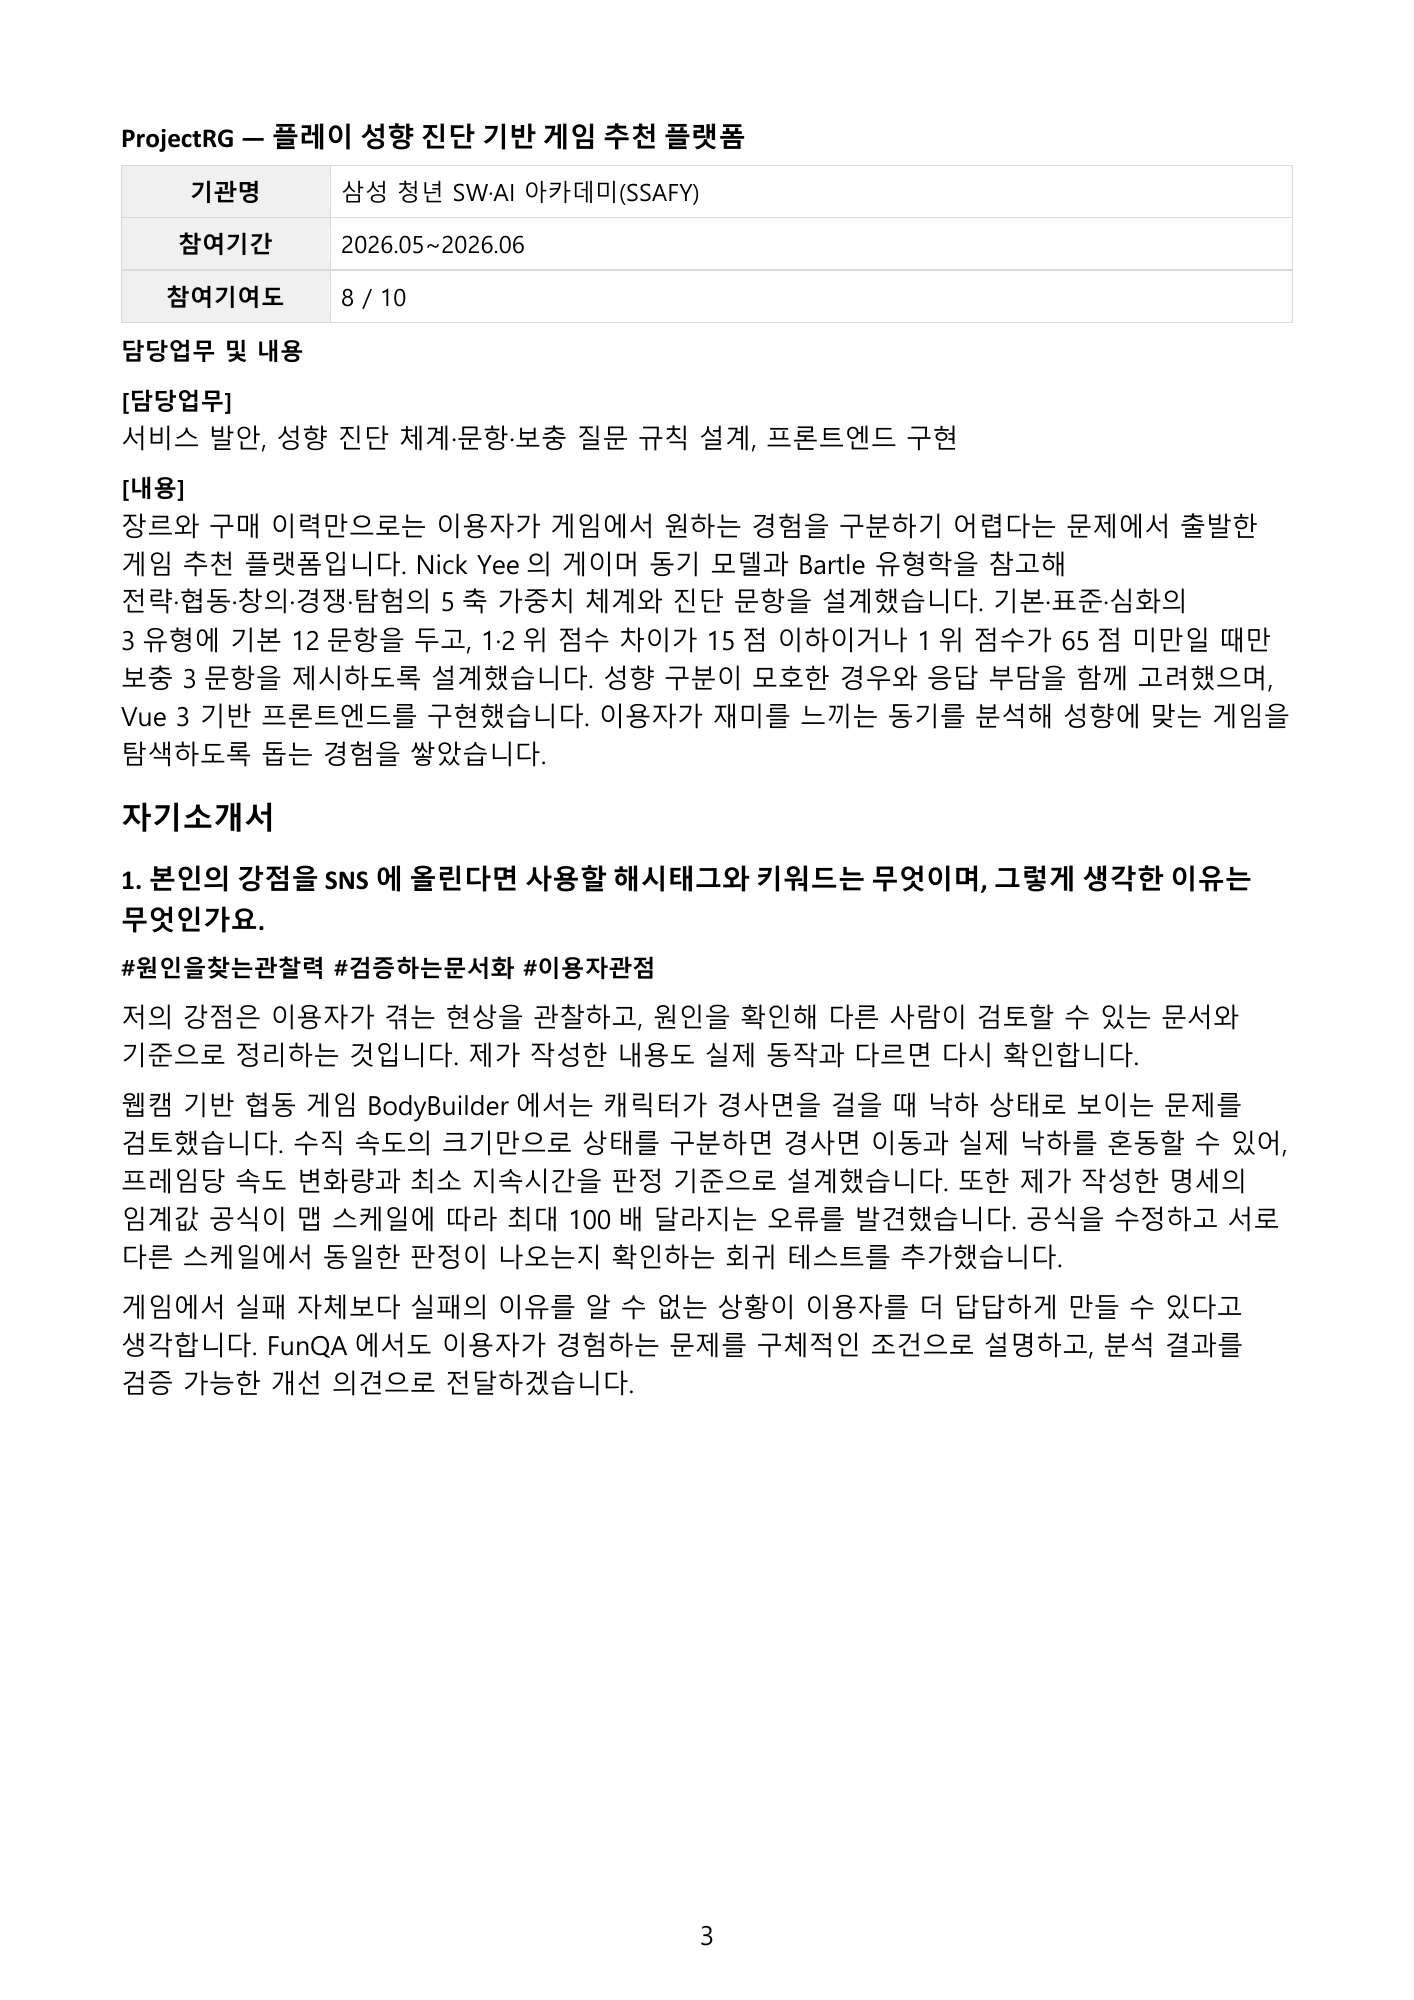 ProjectRG — 플레이 성향 진단 기반 게임 추천 플랫폼
기관명 삼성 청년 SW·AI 아카데미(SSAFY)
참여기간 2026.05~2026.06
참여기여도 8 / 10
담당업무 및 내용
[담당업무]
서비스 발안, 성향 진단 체계·문항·보충 질문 규칙 설계, 프론트엔드 구현
[내용]
장르와 구매 이력만으로는 이용자가 게임에서 원하는 경험을 구분하기 어렵다는 문제에서 출발한
게임 추천 플랫폼입니다. Nick Yee 의 게이머 동기 모델과 Bartle 유형학을 참고해
전략·협동·창의·경쟁·탐험의 5 축 가중치 체계와 진단 문항을 설계했습니다. 기본·표준·심화의
3 유형에 기본 12 문항을 두고, 1·2 위 점수 차이가 15 점 이하이거나 1 위 점수가 65 점 미만일 때만
보충 3 문항을 제시하도록 설계했습니다. 성향 구분이 모호한 경우와 응답 부담을 함께 고려했으며,
Vue 3 기반 프론트엔드를 구현했습니다. 이용자가 재미를 느끼는 동기를 분석해 성향에 맞는 게임을
탐색하도록 돕는 경험을 쌓았습니다.
자기소개서
1. 본인의 강점을 SNS 에 올린다면 사용할 해시태그와 키워드는 무엇이며, 그렇게 생각한 이유는
무엇인가요.
#원인을찾는관찰력 #검증하는문서화 #이용자관점
저의 강점은 이용자가 겪는 현상을 관찰하고, 원인을 확인해 다른 사람이 검토할 수 있는 문서와
기준으로 정리하는 것입니다. 제가 작성한 내용도 실제 동작과 다르면 다시 확인합니다.
웹캠 기반 협동 게임 BodyBuilder 에서는 캐릭터가 경사면을 걸을 때 낙하 상태로 보이는 문제를
검토했습니다. 수직 속도의 크기만으로 상태를 구분하면 경사면 이동과 실제 낙하를 혼동할 수 있어,
프레임당 속도 변화량과 최소 지속시간을 판정 기준으로 설계했습니다. 또한 제가 작성한 명세의
임계값 공식이 맵 스케일에 따라 최대 100 배 달라지는 오류를 발견했습니다. 공식을 수정하고 서로
다른 스케일에서 동일한 판정이 나오는지 확인하는 회귀 테스트를 추가했습니다.
게임에서 실패 자체보다 실패의 이유를 알 수 없는 상황이 이용자를 더 답답하게 만들 수 있다고
생각합니다. FunQA 에서도 이용자가 경험하는 문제를 구체적인 조건으로 설명하고, 분석 결과를
검증 가능한 개선 의견으로 전달하겠습니다.
3